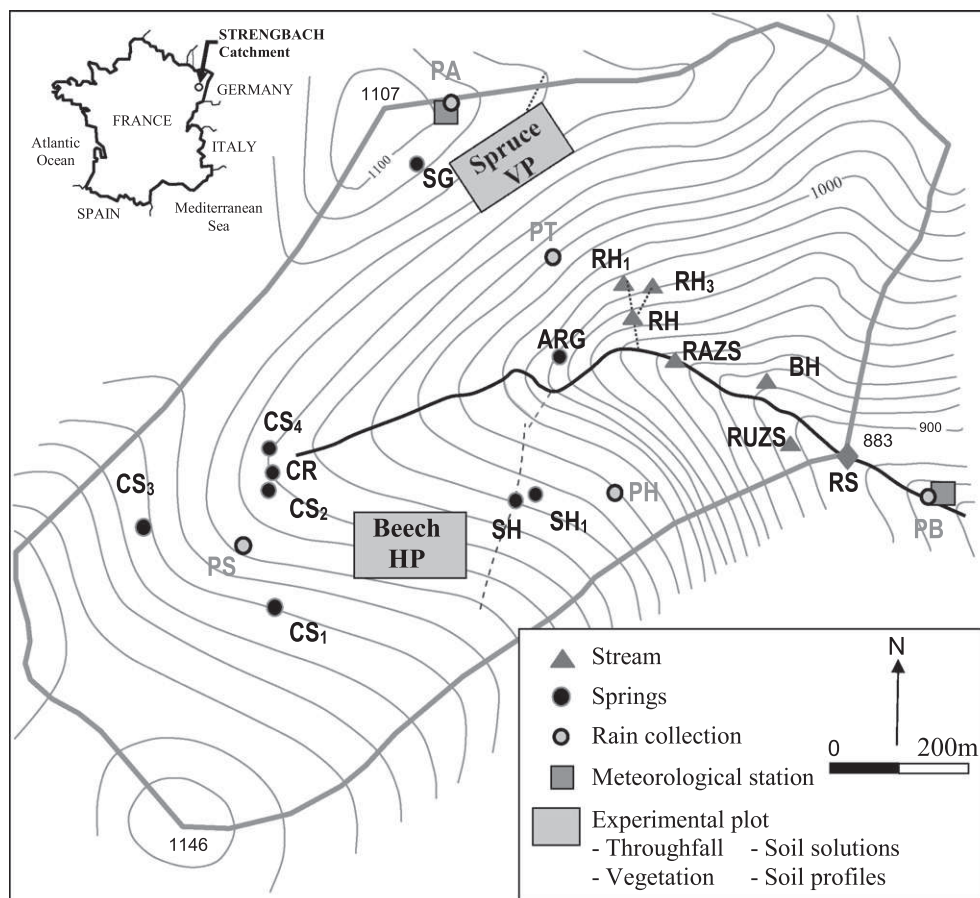 STRENGBACH
Catchment
GERMANY
FRANCE
Atlantic
Ocean
ITALY
SPAIN
Mediterranean
Sea
1107
PA
1100
SG
Spruce
VP
1000
PT
RH1
RH3
RH
ARG
RAZS
BH
CS4
CR
CS2
CS3
RUZS
900
883
RS
PB
PH
SH1
SH
Beech
HP
PS
CS1
1146
Stream
Springs
Rain collection
Meteorological station
Experimental plot
- Throughfall - Soil solutions
- Vegetation - Soil profiles
N
0 200m